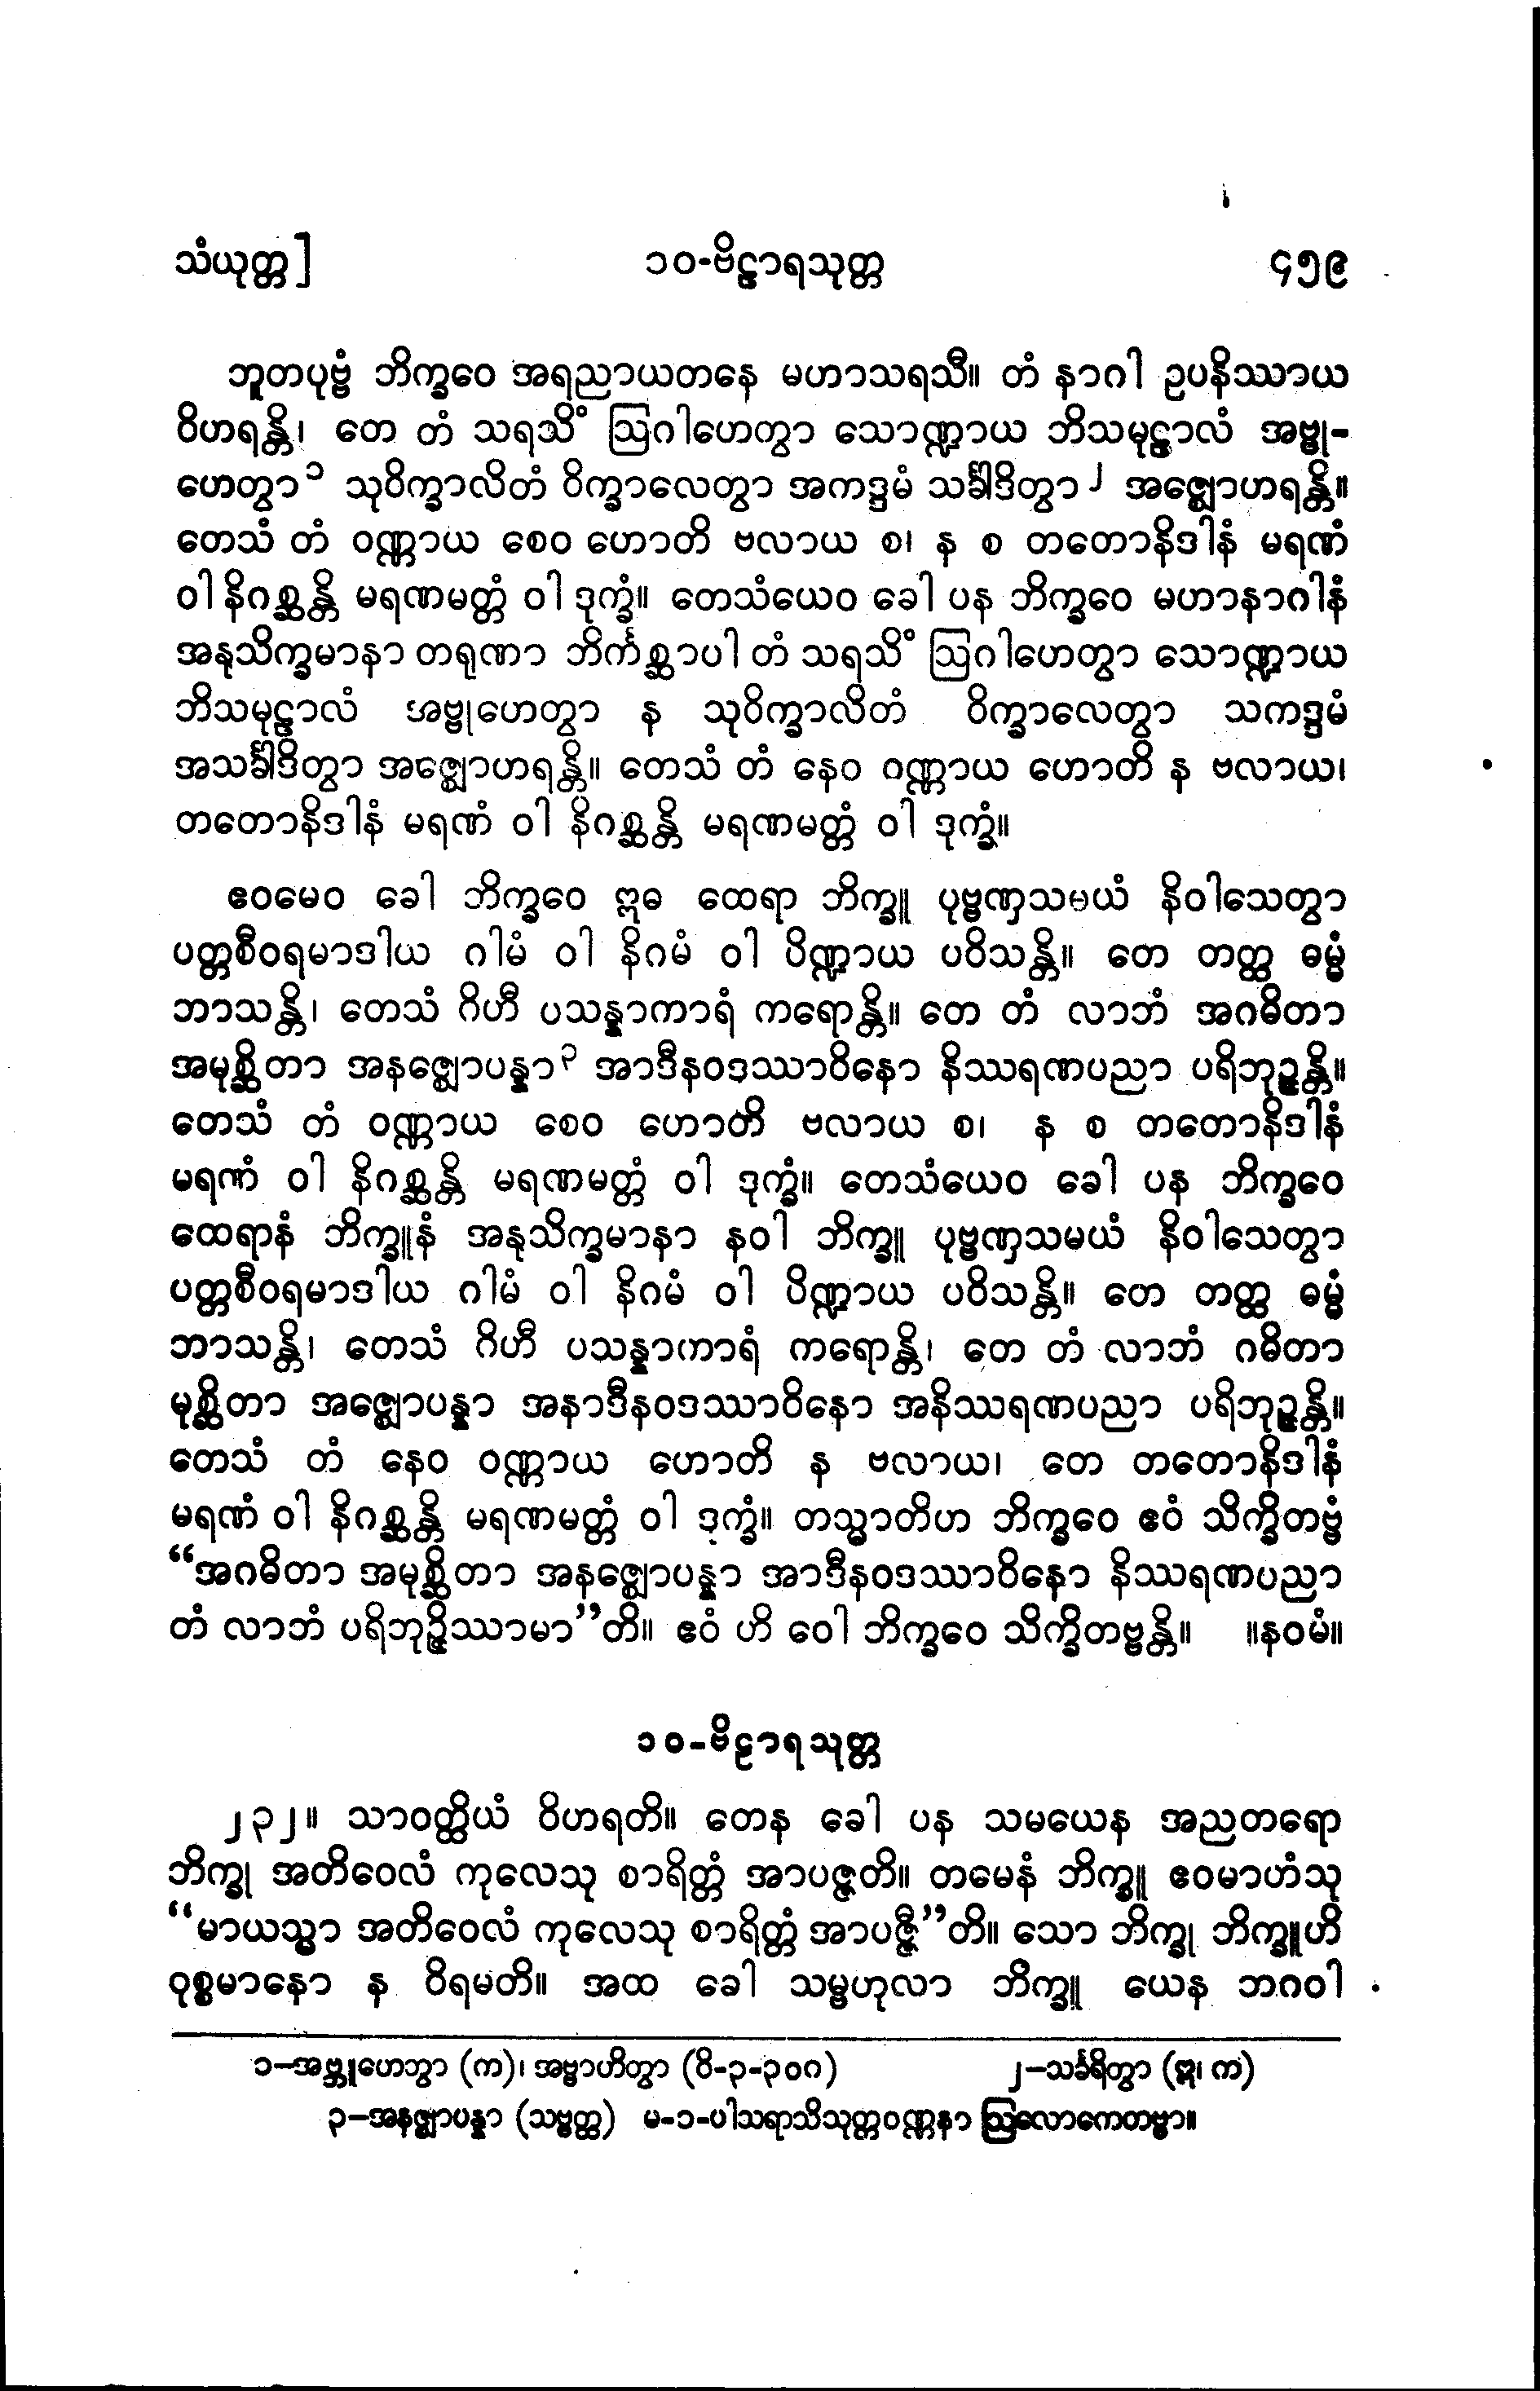 သံယုတ္တ] ၁၀-ဗိဠာရသုတ္တ ၄၅၉
ဘူတပုဗ္ဗံ ဘိက္ခဝေ အရညာယတနေ မဟာသရသီ။ တံ နာဂါ ဥပနိဿာယ
ဝိဟရန္တိ၊ တေ တံ သရသိံ ဩဂါဟေတွာ သောဏ္ဍာယ ဘိသမုဠာလံ အဗ္ဗု-
ဟေတွာ၁ သုဝိက္ခာလိတံ ဝိက္ခာလေတွာ အကဒ္ဒမံ သင်္ခါဒိတွာ၂ အဇ္ဈောဟရန္တိ။
တေသံ တံ ဝဏ္ဏာယ စေဝ ဟောတိ ဗလာယ စ၊ န စ တတောနိဒါနံ မရဏံ
ဝါ နိဂစ္ဆန္တိ မရဏမတ္တံ ဝါ ဒုက္ခံ။ တေသံယေဝ ခေါ ပန ဘိက္ခဝေ မဟာနာဂါနံ
အနုသိက္ခမာနာ တရုဏာ ဘိင်္ကစ္ဆာပါ တံ သရသိံ ဩဂါဟေတွာ သောဏ္ဍာယ
ဘိသမုဠာလံ အဗ္ဗုဟေတွာ န သုဝိက္ခာလိတံ ဝိက္ခာလေတွာ သကဒ္ဒမံ
အသင်္ခါဒိတွာ အဇ္ဈောဟရန္တိ။ တေသံ တံ နေဝ ဝဏ္ဏာယ ဟောတိ န ဗလာယ၊
တတောနိဒါနံ မရဏံ ဝါ နိဂစ္ဆန္တိ မရဏမတ္တံ ဝါ ဒုက္ခံ။
ဧဝမေဝ ခေါ ဘိက္ခဝေ ဣဓ ထေရာ ဘိက္ခူ ပုဗ္ဗဏှသမယံ နိဝါသေတွာ
ပတ္တစီဝရမာဒါယ ဂါမံ ဝါ နိဂမံ ဝါ ပိဏ္ဍာယ ပဝိသန္တိ။ တေ တတ္ထ ဓမ္မံ
ဘာသန္တိ၊ တေသံ ဂိဟီ ပသန္နာကာရံ ကရောန္တိ။ တေ တံ လာဘံ အဂဓိတာ
အမုစ္ဆိတာ အနဇ္ဈောပန္နာ၃ အာဒီနဝဒဿာဝိနော နိဿရဏပညာ ပရိဘုဉ္ဇန္တိ။
တေသံ တံ ဝဏ္ဏာယ စေဝ ဟောတိ ဗလာယ စ၊ န စ တတောနိဒါနံ
မရဏံ ဝါ နိဂစ္ဆန္တိ မရဏမတ္တံ ဝါ ဒုက္ခံ။ တေသံယေဝ ခေါ ပန ဘိက္ခဝေ
ထေရာနံ ဘိက္ခူနံ အနုသိက္ခမာနာ နဝါ ဘိက္ခူ ပုဗ္ဗဏှသမယံ နိဝါသေတွာ
ပတ္တစီဝရမာဒါယ ဂါမံ ဝါ နိဂမံ ဝါ ပိဏ္ဍာယ ပဝိသန္တိ။ တေ တတ္ထ ဓမ္မံ
ဘာသန္တိ၊ တေသံ ဂိဟီ ပသန္နာကာရံ ကရောန္တိ၊ တေ တံ လာဘံ ဂဓိတာ
မုစ္ဆိတာ အဇ္ဈောပန္နာ အနာဒီနဝဒဿာဝိနော အနိဿရဏပညာ ပရိဘုဉ္ဇန္တိ။
တေသံ တံ နေဝ ဝဏ္ဏာယ ဟောတိ န ဗလာယ၊ တေ တတောနိဒါနံ
မရဏံ ဝါ နိဂစ္ဆန္တိ မရဏမတ္တံ ဝါ ဒုက္ခံ။ တသ္မာတိဟ ဘိက္ခဝေ ဧဝံ သိက္ခိတဗ္ဗံ
“အဂဓိတာ အမုစ္ဆိတာ အနဇ္ဈောပန္နာ အာဒီနဝဒဿာဝိနော နိဿရဏပညာ
တံ လာဘံ ပရိဘုဉ္ဇိဿာမာ”တိ။ ဧဝံ ဟိ ဝေါ ဘိက္ခဝေ သိက္ခိတဗ္ဗန္တိ။ ။နဝမံ။
၁၀-ဗိဠာရသုတ္တ
၂၃၂။ သာဝတ္ထိယံ ဝိဟရတိ။ တေန ခေါ ပန သမယေန အညတရော
ဘိက္ခု အတိဝေလံ ကုလေသု စာရိတ္တံ အာပဇ္ဇတိ။ တမေနံ ဘိက္ခူ ဧဝမာဟံသု
“မာယသ္မာ အတိဝေလံ ကုလေသု စာရိတ္တံ အာပဇ္ဇီ”တိ။ သော ဘိက္ခု ဘိက္ခူဟိ
ဝုစ္စမာနော န ဝိရမတိ။ အထ ခေါ သမ္ဗဟုလာ ဘိက္ခူ ယေန ဘဂဝါ
၁–အဗ္ဘူဟေတွာ (က)၊ အဗ္ဗာဟိတွာ (ဝိ-၃-၃၀၈) ၂–သင်္ခရိတွာ (ဋ္ဌ၊ က)
၃–အနဇ္ဈာပန္နာ (သဗ္ဗတ္ထ) မ-၁-ပါသရာသိသုတ္တဝဏ္ဏနာ ဩလောကေတဗ္ဗာ။